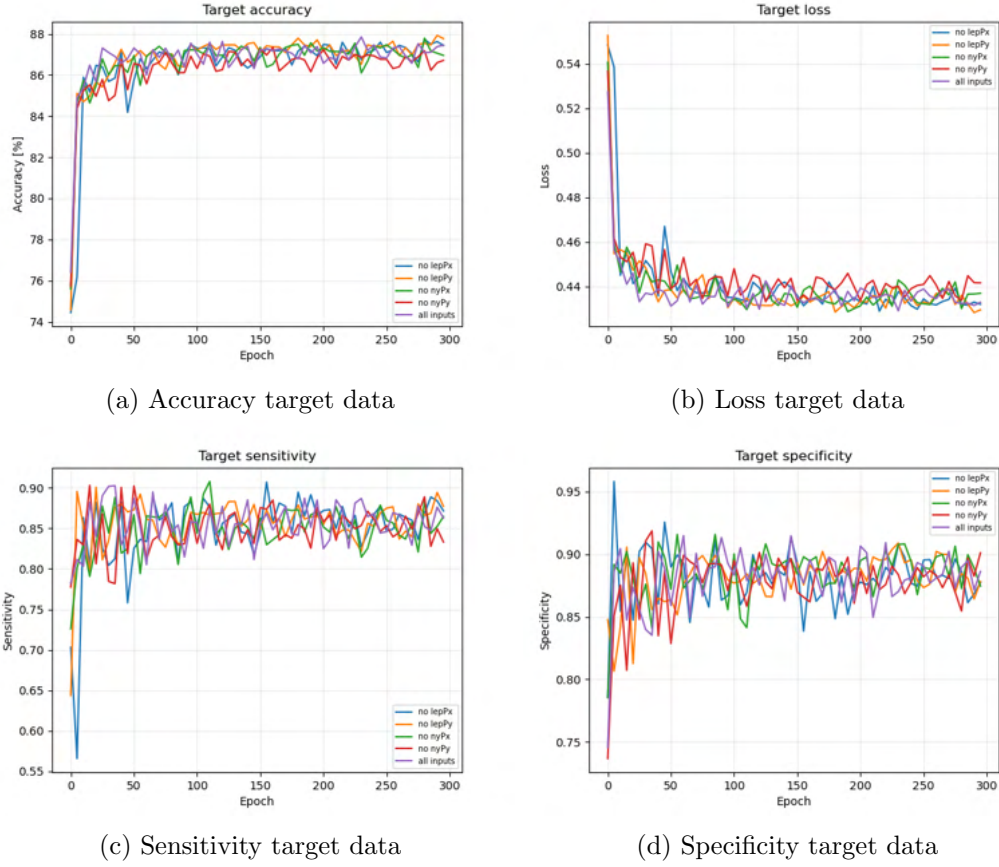 Target accuracy
88
86
84
82
80
78
76
74
Accuracy [%]
0 50 100 150 200 250 300
Epoch
no lepPx
no lepPy
no nyPx
no nyPy
all inputs
(a) Accuracy target data
Target loss
0.54
0.52
0.50
0.48
0.46
0.44
Loss
0 50 100 150 200 250 300
Epoch
no lepPx
no lepPy
no nyPx
no nyPy
all inputs
(b) Loss target data
Target sensitivity
0.90
0.85
0.80
0.75
0.70
0.65
0.60
0.55
Sensitivity
0 50 100 150 200 250 300
Epoch
no lepPx
no lepPy
no nyPx
no nyPy
all inputs
(c) Sensitivity target data
Target specificity
0.95
0.90
0.85
0.80
0.75
Specificity
0 50 100 150 200 250 300
Epoch
no lepPx
no lepPy
no nyPx
no nyPy
all inputs
(d) Specificity target data